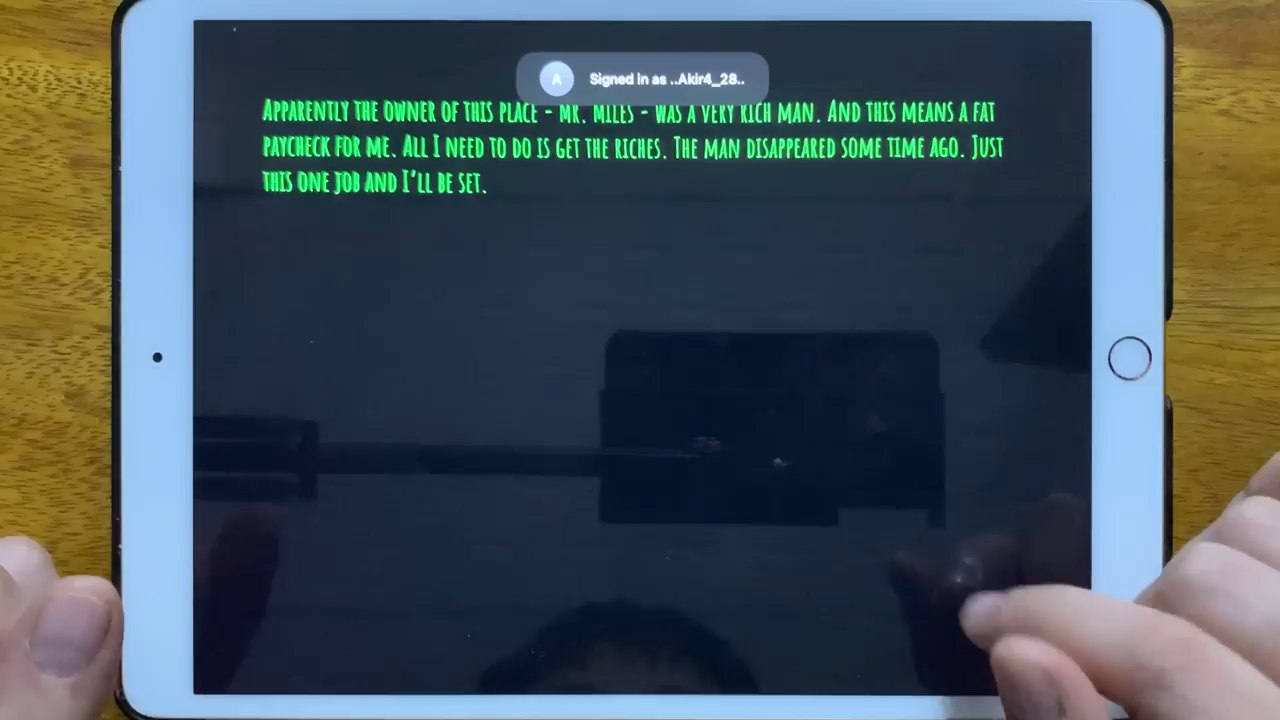 A
Signed in as ..Akir4_28..
APPARENTLY THE OWNER OF THIS PLACE - MR. MILES - WAS A VERY RICH MAN. AND THIS MEANS A FAT
PAYCHECK FOR ME. ALL I NEED TO DO IS GET THE RICHES. THE MAN DISAPPEARED SOME TIME AGO. JUST
THIS ONE JOB AND I'LL BE SET.